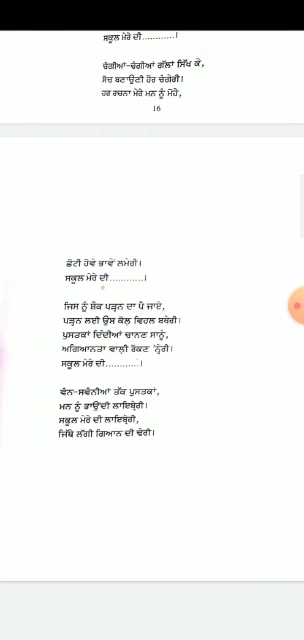 ਸਕੂਲ ਮੇਰੇ ਦੀ............।
ਚੰਗੀਆਂ-ਚੰਗੀਆਂ ਗੱਲਾਂ ਸਿੱਖ ਕੇ,
ਸੋਚ ਬਣਾਉਣੀ ਹੋਰ ਚੰਗੇਰੀ।
ਹਰ ਰਚਨਾ ਮੇਰੇ ਮਨ ਨੂੰ ਮੋਹੇ,
16
ਛੋਟੀ ਹੋਵੇ ਭਾਵੇਂ ਲਮੇਰੀ।
ਸਕੂਲ ਮੇਰੇ ਦੀ............।
ਜਿਸ ਨੂੰ ਸ਼ੌਕ ਪੜ੍ਹਨ ਦਾ ਪੈ ਜਾਏ,
ਪੜ੍ਹਨ ਲਈ ਉਸ ਕੋਲ਼ ਵਿਹਲ ਬਥੇਰੀ।
ਪੁਸਤਕਾਂ ਦਿੰਦੀਆਂ ਚਾਨਣ ਸਾਨੂੰ,
ਅਗਿਆਨਤਾ ਵਾਲ਼ੀ ਰੋਕਣ 'ਨ੍ਹੇਰੀ।
ਸਕੂਲ ਮੇਰੇ ਦੀ............।
ਵੰਨ-ਸਵੰਨੀਆਂ ਤੱਕ ਪੁਸਤਕਾਂ,
ਮਨ ਨੂੰ ਭਾਉਂਦੀ ਲਾਇਬ੍ਰੇਰੀ।
ਸਕੂਲ ਮੇਰੇ ਦੀ ਲਾਇਬ੍ਰੇਰੀ,
ਜਿੱਥੇ ਲੱਗੀ ਗਿਆਨ ਦੀ ਢੇਰੀ।